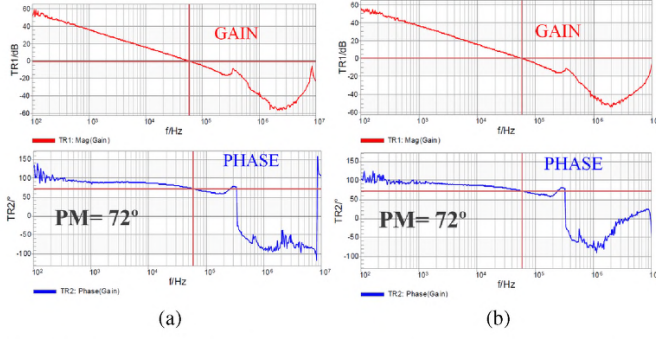 60
40
20
0
-20
-40
-60
TR1/dB
GAIN
10² 10³ 10⁴ 10⁵ 10⁶ 10⁷
f/Hz
TR1: Mag(Gain)
150
100
50
0
-50
-100
TR2/°
PHASE
PM= 72º
10² 10³ 10⁴ 10⁵ 10⁶ 10⁷
f/Hz
TR2: Phase(Gain)
(a)
60
40
20
0
-20
-40
-60
TR1/dB
GAIN
10² 10³ 10⁴ 10⁵ 10⁶ 10⁷
f/Hz
TR1: Mag(Gain)
100
50
0
-50
-100
TR2/°
PHASE
PM= 72º
10² 10³ 10⁴ 10⁵ 10⁶ 10⁷
f/Hz
TR2: Phase(Gain)
(b)